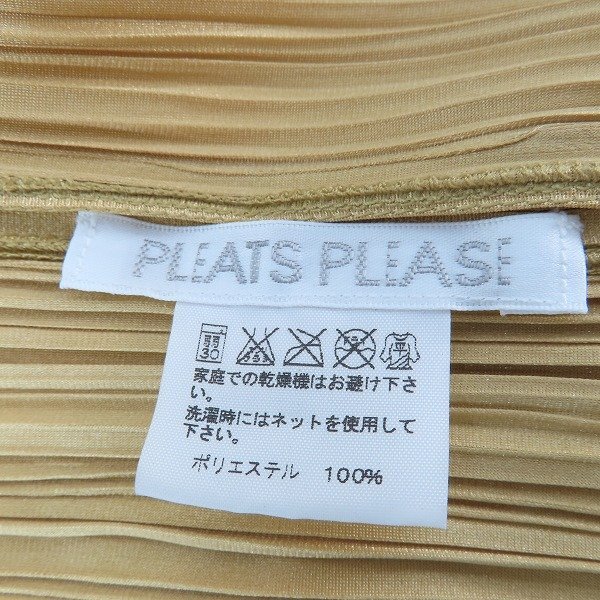 PLEATS PLEASE
弱
30
平
家庭での乾燥機はお避け下さ
い。
洗濯時にはネットを使用して
下さい。
ポリエステル 100%